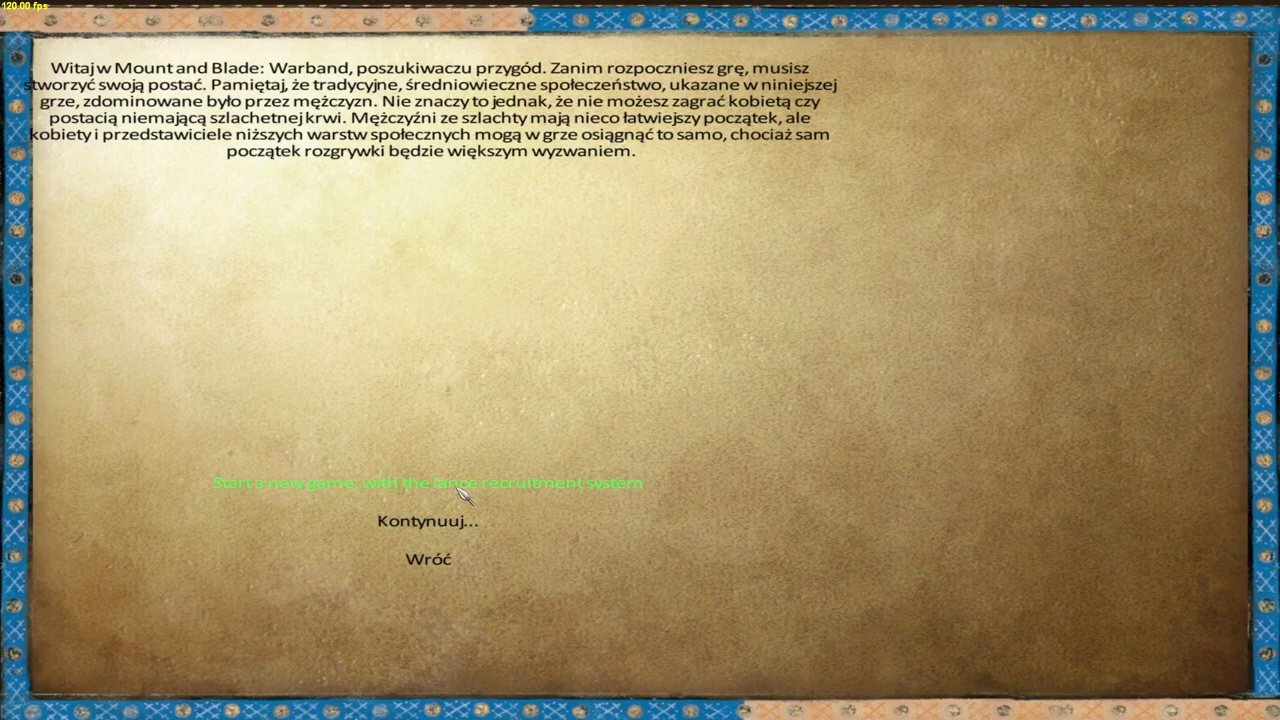 120.00 fps
Witaj w Mount and Blade: Warband, poszukiwaczu przygód. Zanim rozpoczniesz grę, musisz
stworzyć swoją postać. Pamiętaj, że tradycyjne, średniowieczne społeczeństwo, ukazane w niniejszej
grze, zdominowane było przez mężczyzn. Nie znaczy to jednak, że nie możesz zagrać kobietą czy
postacią niemającą szlachetnej krwi. Mężczyźni ze szlachty mają nieco łatwiejszy początek, ale
kobiety i przedstawiciele niższych warstw społecznych mogą w grze osiągnąć to samo, chociaż sam
początek rozgrywki będzie większym wyzwaniem.
Start a new game, with the lance recruitment system
Kontynuuj...
Wróć